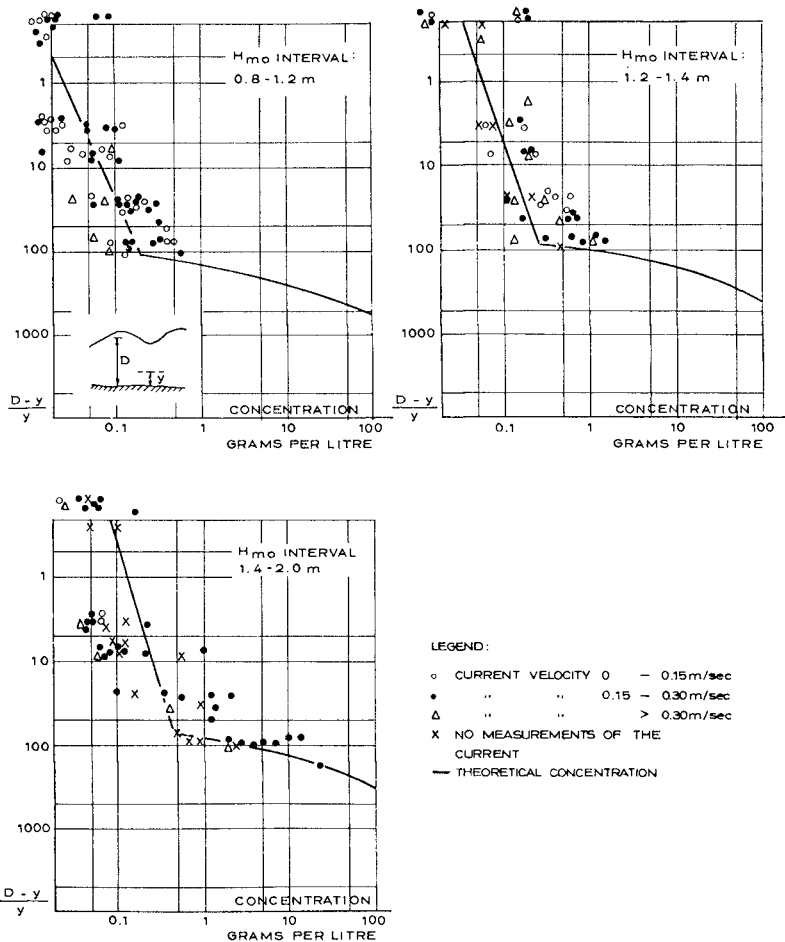 H mo INTERVAL:
0.8 - 1.2 m
1
10
100
1000
D
y
D - y
y
CONCENTRATION
0.1 1 10 100
GRAMS PER LITRE
H mo INTERVAL:
1.2 - 1.4 m
1
10
100
1000
D - y
y
CONCENTRATION
0.1 1 10 100
GRAMS PER LITRE
H mo INTERVAL
1.4 - 2.0 m
1
10
100
1000
D - y
y
CONCENTRATION
0.1 1 10 100
GRAMS PER LITRE
LEGEND:
o CURRENT VELOCITY 0 - 0.15 m/sec
• " " 0.15 - 0.30 m/sec
Δ " " > 0.30 m/sec
X NO MEASUREMENTS OF THE
CURRENT
— THEORETICAL CONCENTRATION